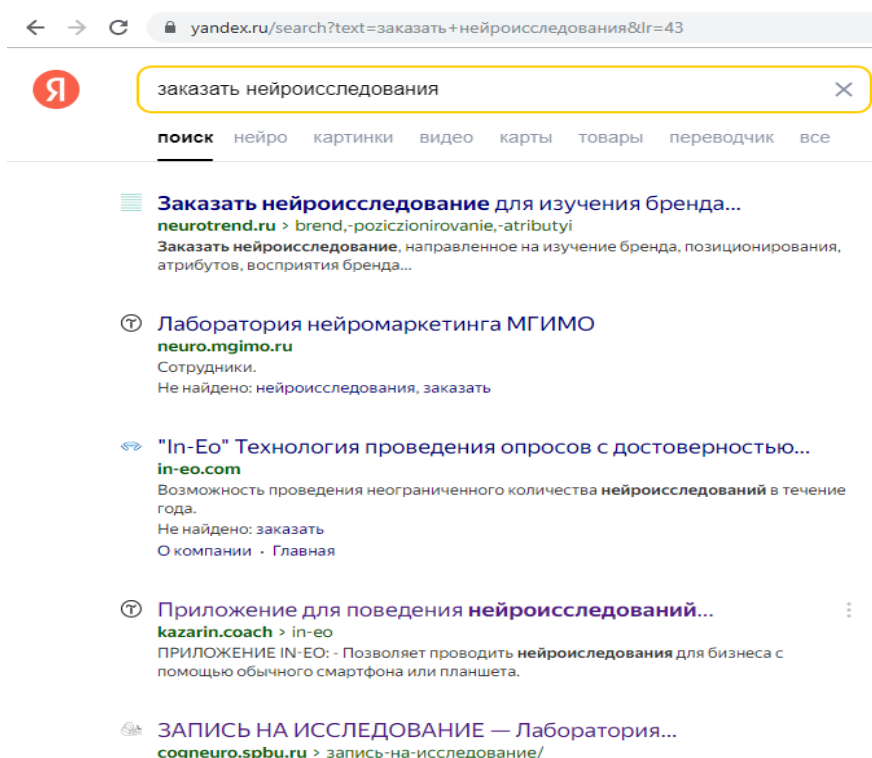 yandex.ru/search?text=заказать+нейроисследования&lr=43
Я
заказать нейроисследования
поиск нейро картинки видео карты товары переводчик все
Заказать нейроисследование для изучения бренда...
neurotrend.ru › brend,-poziczionirovanie,-atributyi
Заказать нейроисследование, направленное на изучение бренда, позиционирования,
атрибутов, восприятия бренда...
Лаборатория нейромаркетинга МГИМО
neuro.mgimo.ru
Сотрудники.
Не найдено: нейроисследования, заказать
"In-Eo" Технология проведения опросов с достоверностью...
in-eo.com
Возможность проведения неограниченного количества нейроисследований в течение
года.
Не найдено: заказать
О компании · Главная
Приложение для поведения нейроисследований...
kazarin.coach › in-eo
ПРИЛОЖЕНИЕ IN-EO: - Позволяет проводить нейроиследования для бизнеса с
помощью обычного смартфона или планшета.
ЗАПИСЬ НА ИССЛЕДОВАНИЕ — Лаборатория...
cogneuro.spbu.ru › запись-на-исследование/